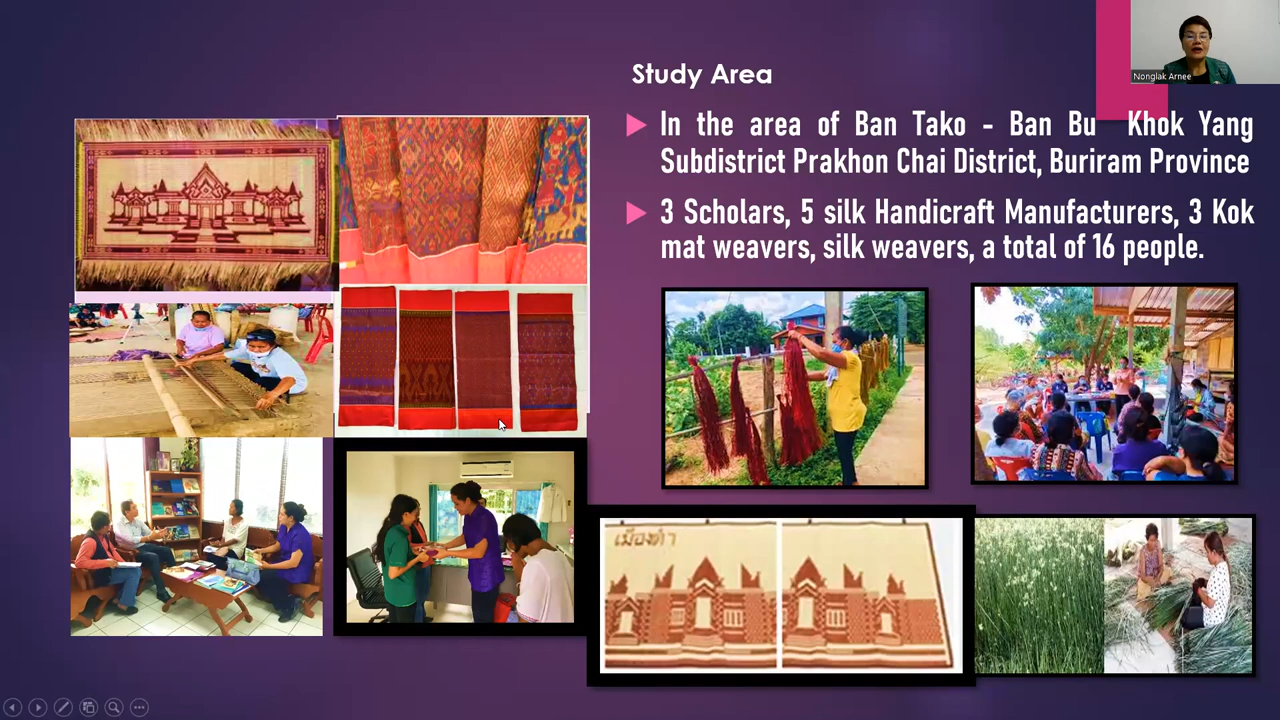 Nonglak Arnee
Study Area
In the area of Ban Tako - Ban Bu Khok Yang
Subdistrict Prakhon Chai District, Buriram Province
3 Scholars, 5 silk Handicraft Manufacturers, 3 Kok
mat weavers, silk weavers, a total of 16 people.
เมืองต่ำ